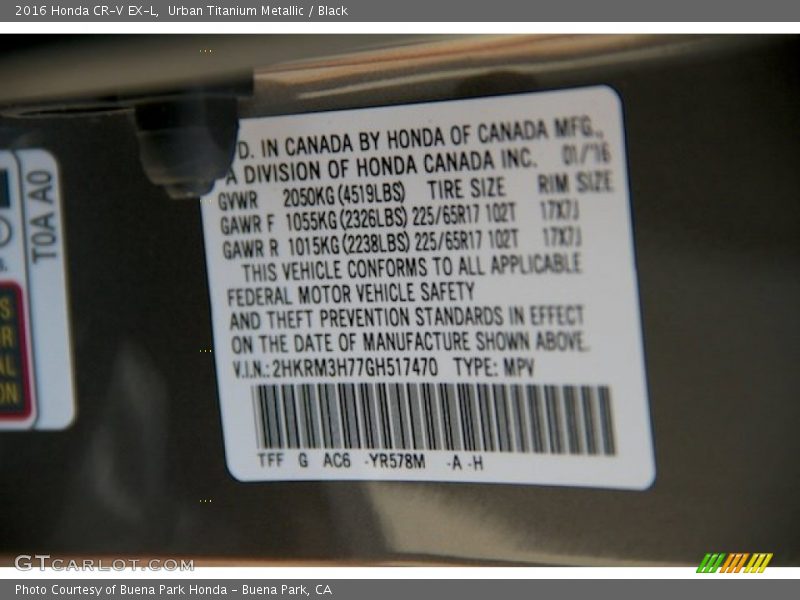 2016 Honda CR-V EX-L,  Urban Titanium Metallic / Black
D. IN CANADA BY HONDA OF CANADA MFG.,
A DIVISION OF HONDA CANADA INC. 01/16
GVWR 2050KG (4519LBS) TIRE SIZE RIM SIZE
GAWR F 1055KG (2326LBS) 225/65R17 102T 17X7J
GAWR R 1015KG (2238LBS) 225/65R17 102T 17X7J
THIS VEHICLE CONFORMS TO ALL APPLICABLE
FEDERAL MOTOR VEHICLE SAFETY
AND THEFT PREVENTION STANDARDS IN EFFECT
ON THE DATE OF MANUFACTURE SHOWN ABOVE.
V.I.N.: 2HKRM3H77GH517470 TYPE: MPV
TFF G AC6 -YR578M -A -H
T0A A0
GTCARLOT.COM
Photo Courtesy of Buena Park Honda – Buena Park, CA